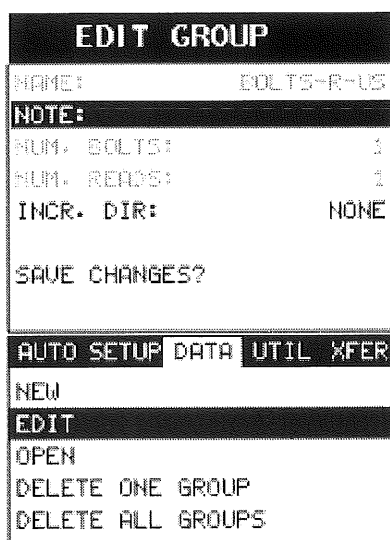 EDIT GROUP
NAME: BOLTS-R-US
NOTE:
NUM. BOLTS: 1
NUM. READS: 1
INCR. DIR: NONE
SAVE CHANGES?
AUTO SETUP DATA UTIL XFER
NEW
EDIT
OPEN
DELETE ONE GROUP
DELETE ALL GROUPS